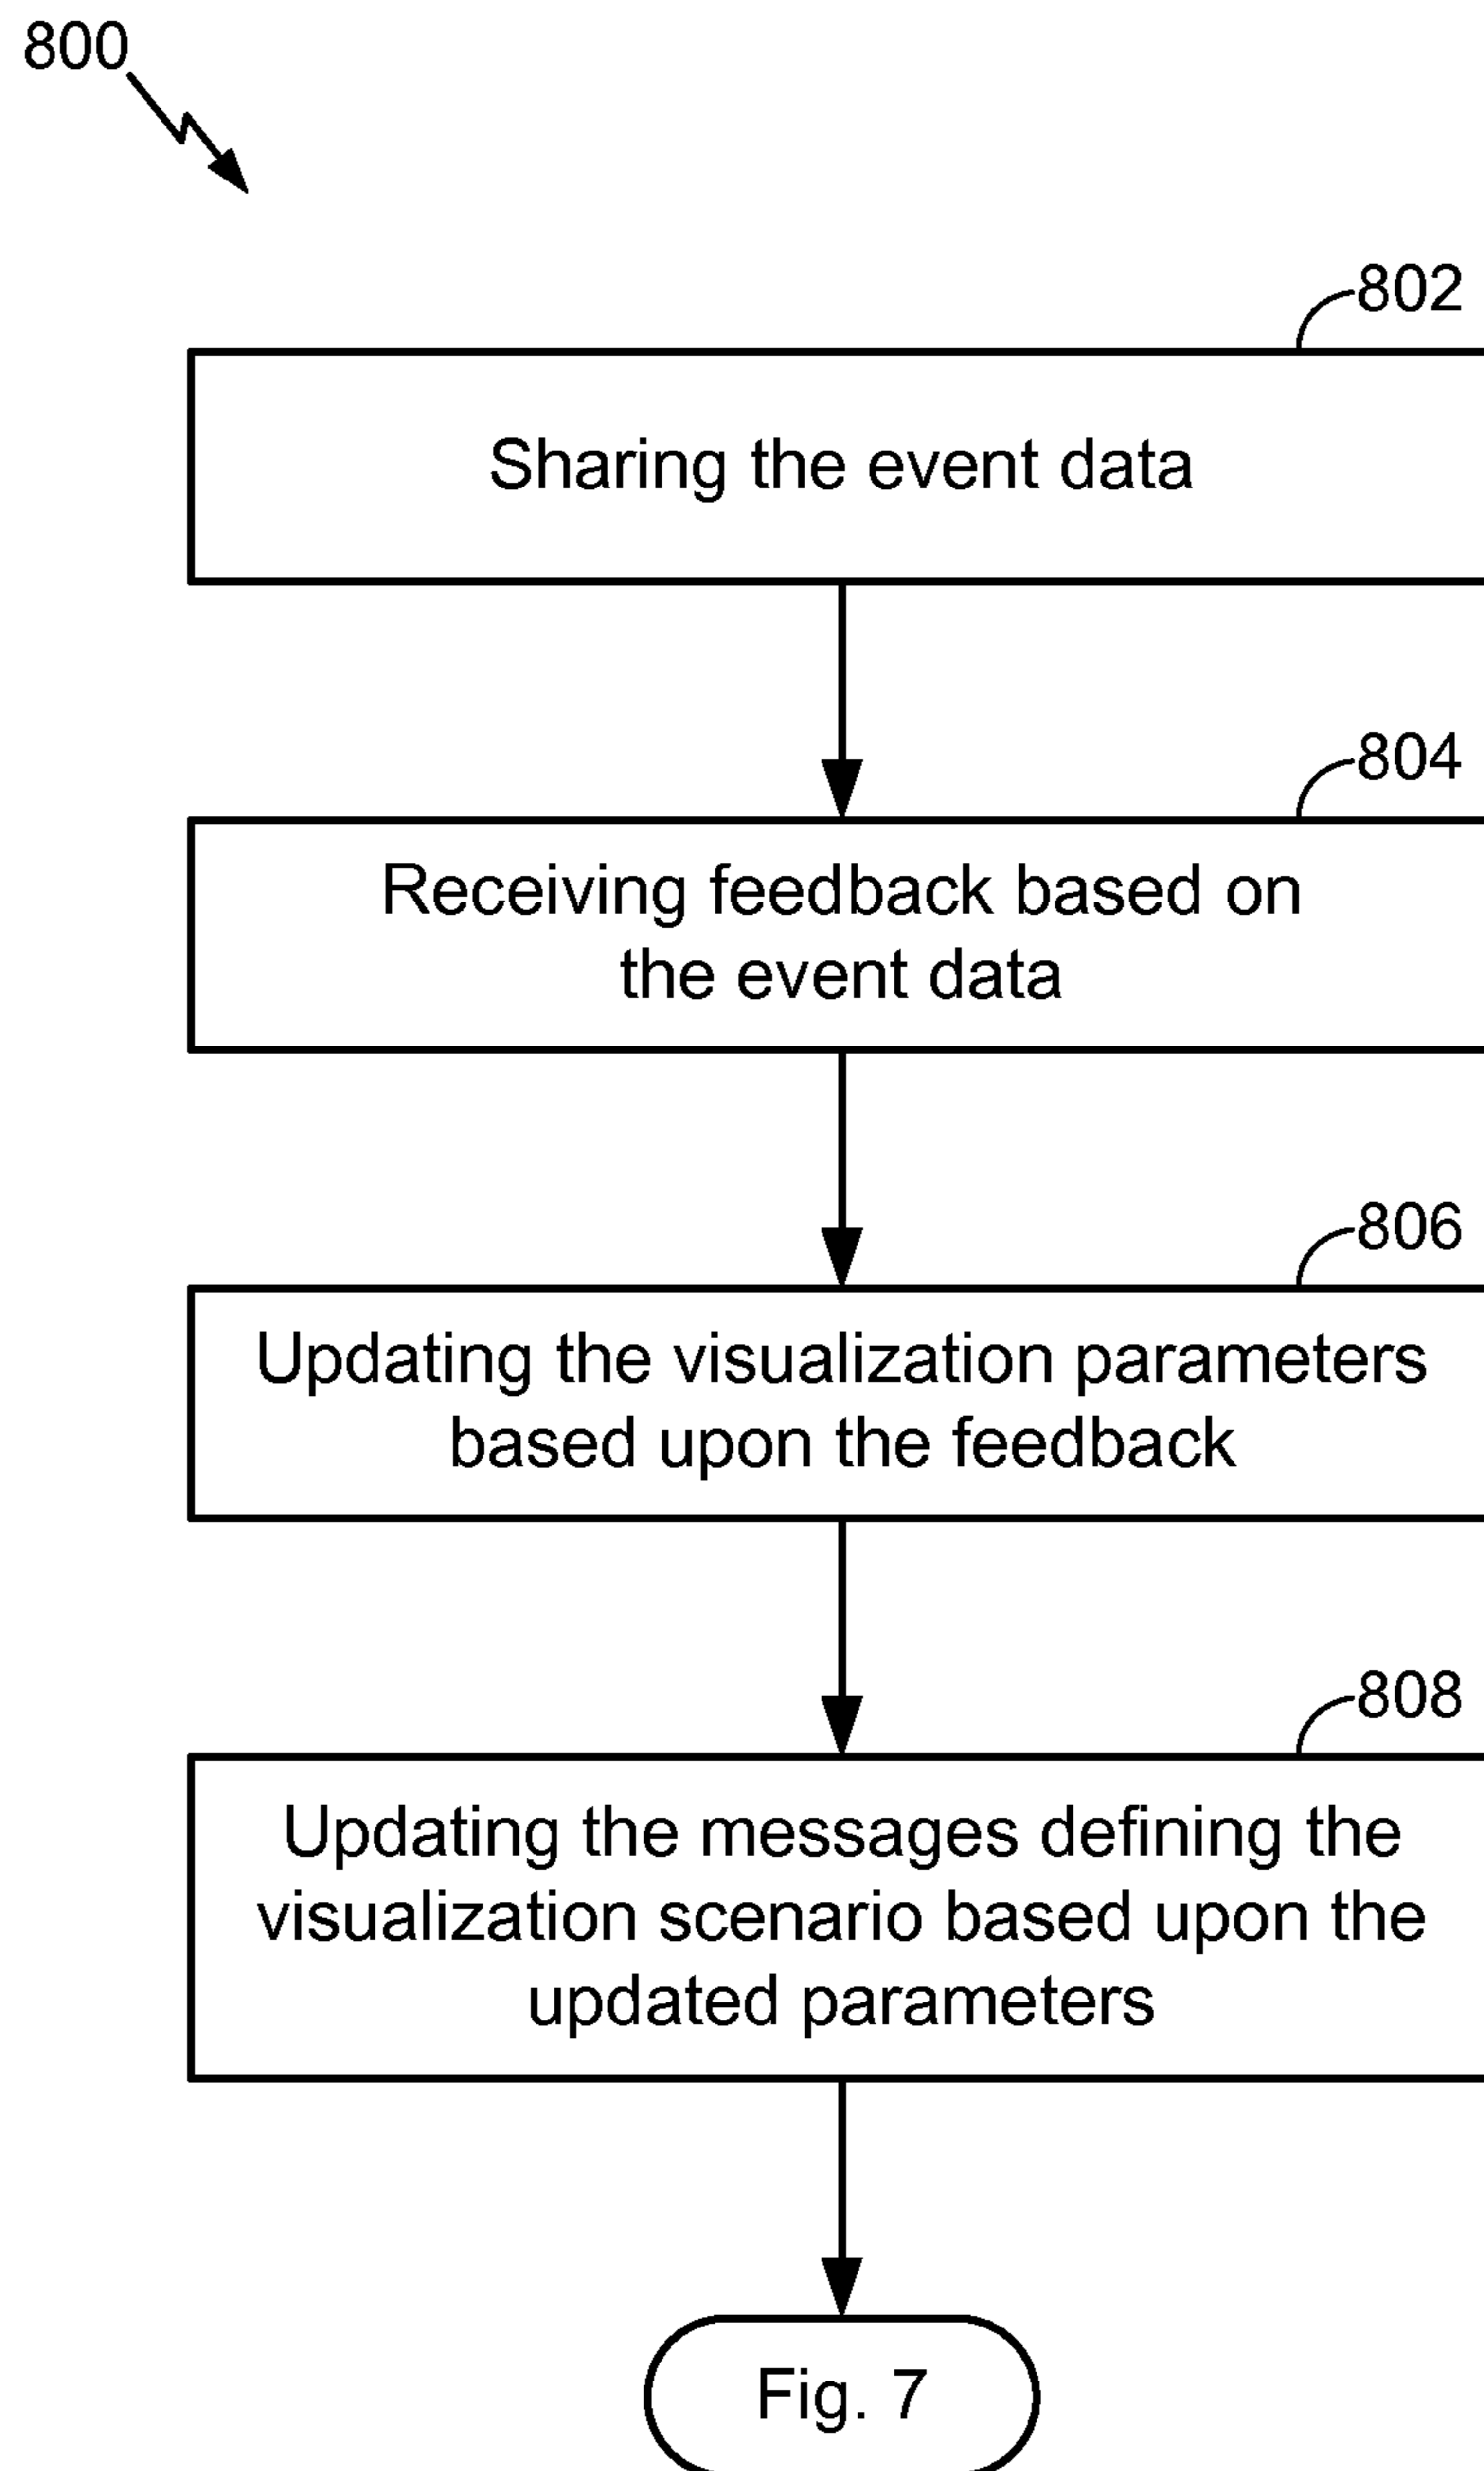 800
802
Sharing the event data
804
Receiving feedback based on
the event data
806
Updating the visualization parameters
based upon the feedback
808
Updating the messages defining the
visualization scenario based upon the
updated parameters
Fig. 7